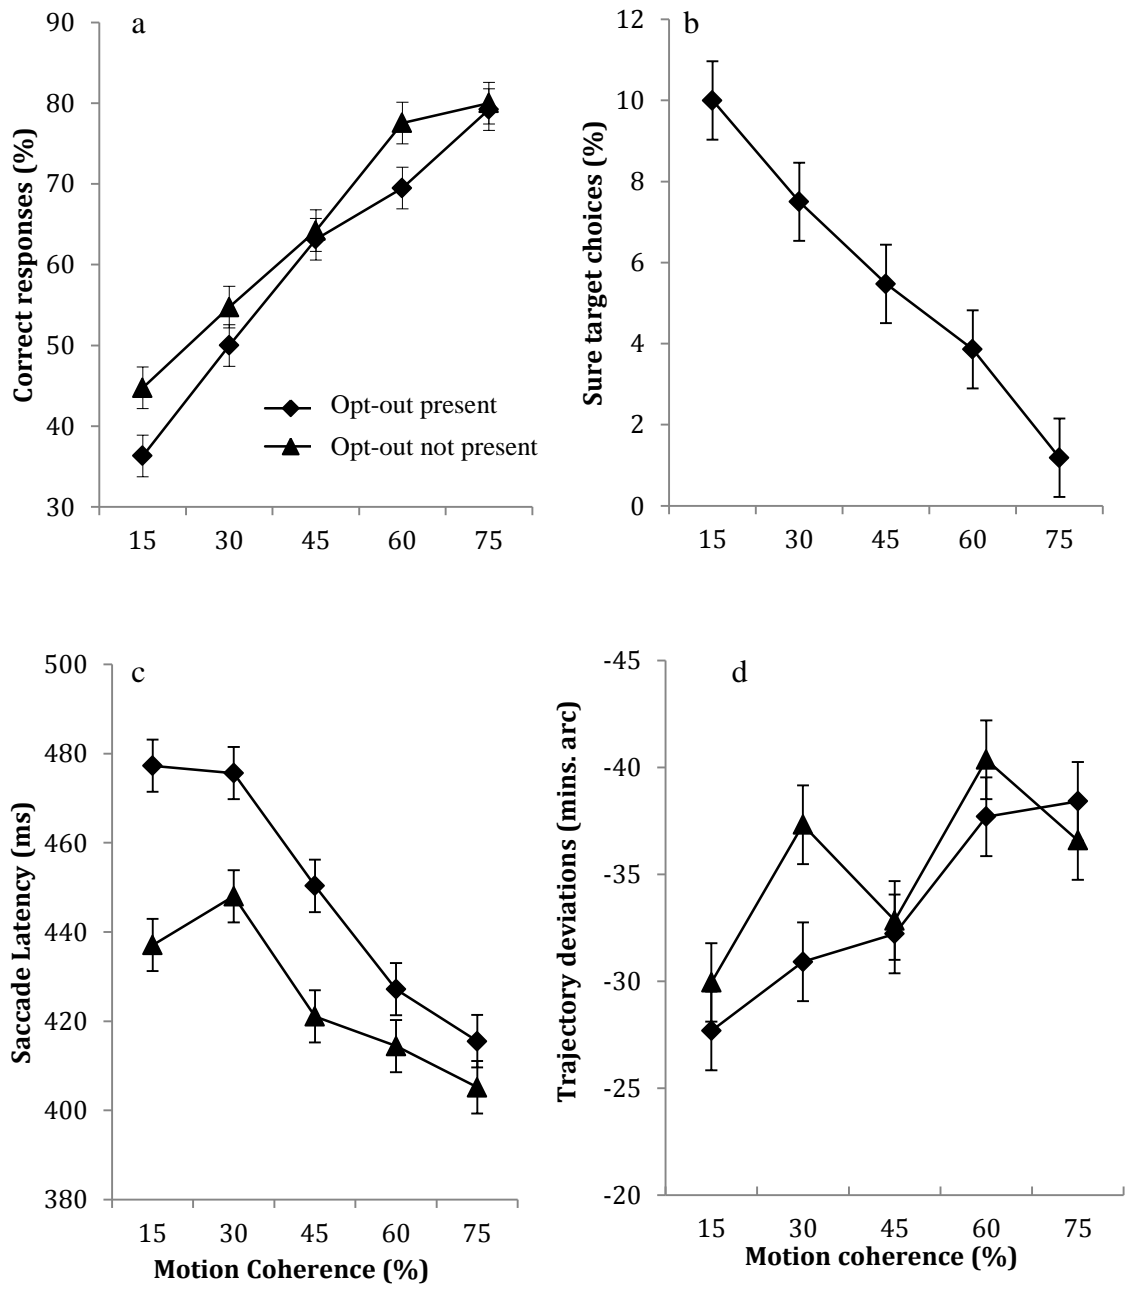 a
Correct responses (%)
90
80
70
60
50
40
30
15 30 45 60 75
Opt-out present
Opt-out not present
b
Sure target choices (%)
12
10
8
6
4
2
0
15 30 45 60 75
c
Saccade Latency (ms)
500
480
460
440
420
400
380
15 30 45 60 75
Motion Coherence (%)
d
Trajectory deviations (mins. arc)
-45
-40
-35
-30
-25
-20
15 30 45 60 75
Motion coherence (%)